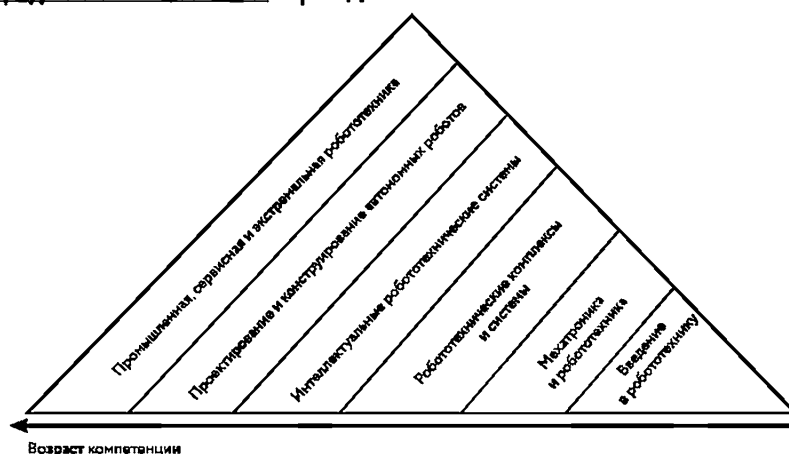 Промышленная, сервисная и экстремальная робототехника
Проектирование и конструирование автономных роботов
Интеллектуальные робототехнические системы
Робототехнические комплексы
и системы
Мехатроника
и робототехника
Введение
в робототехнику
Возраст компетенции